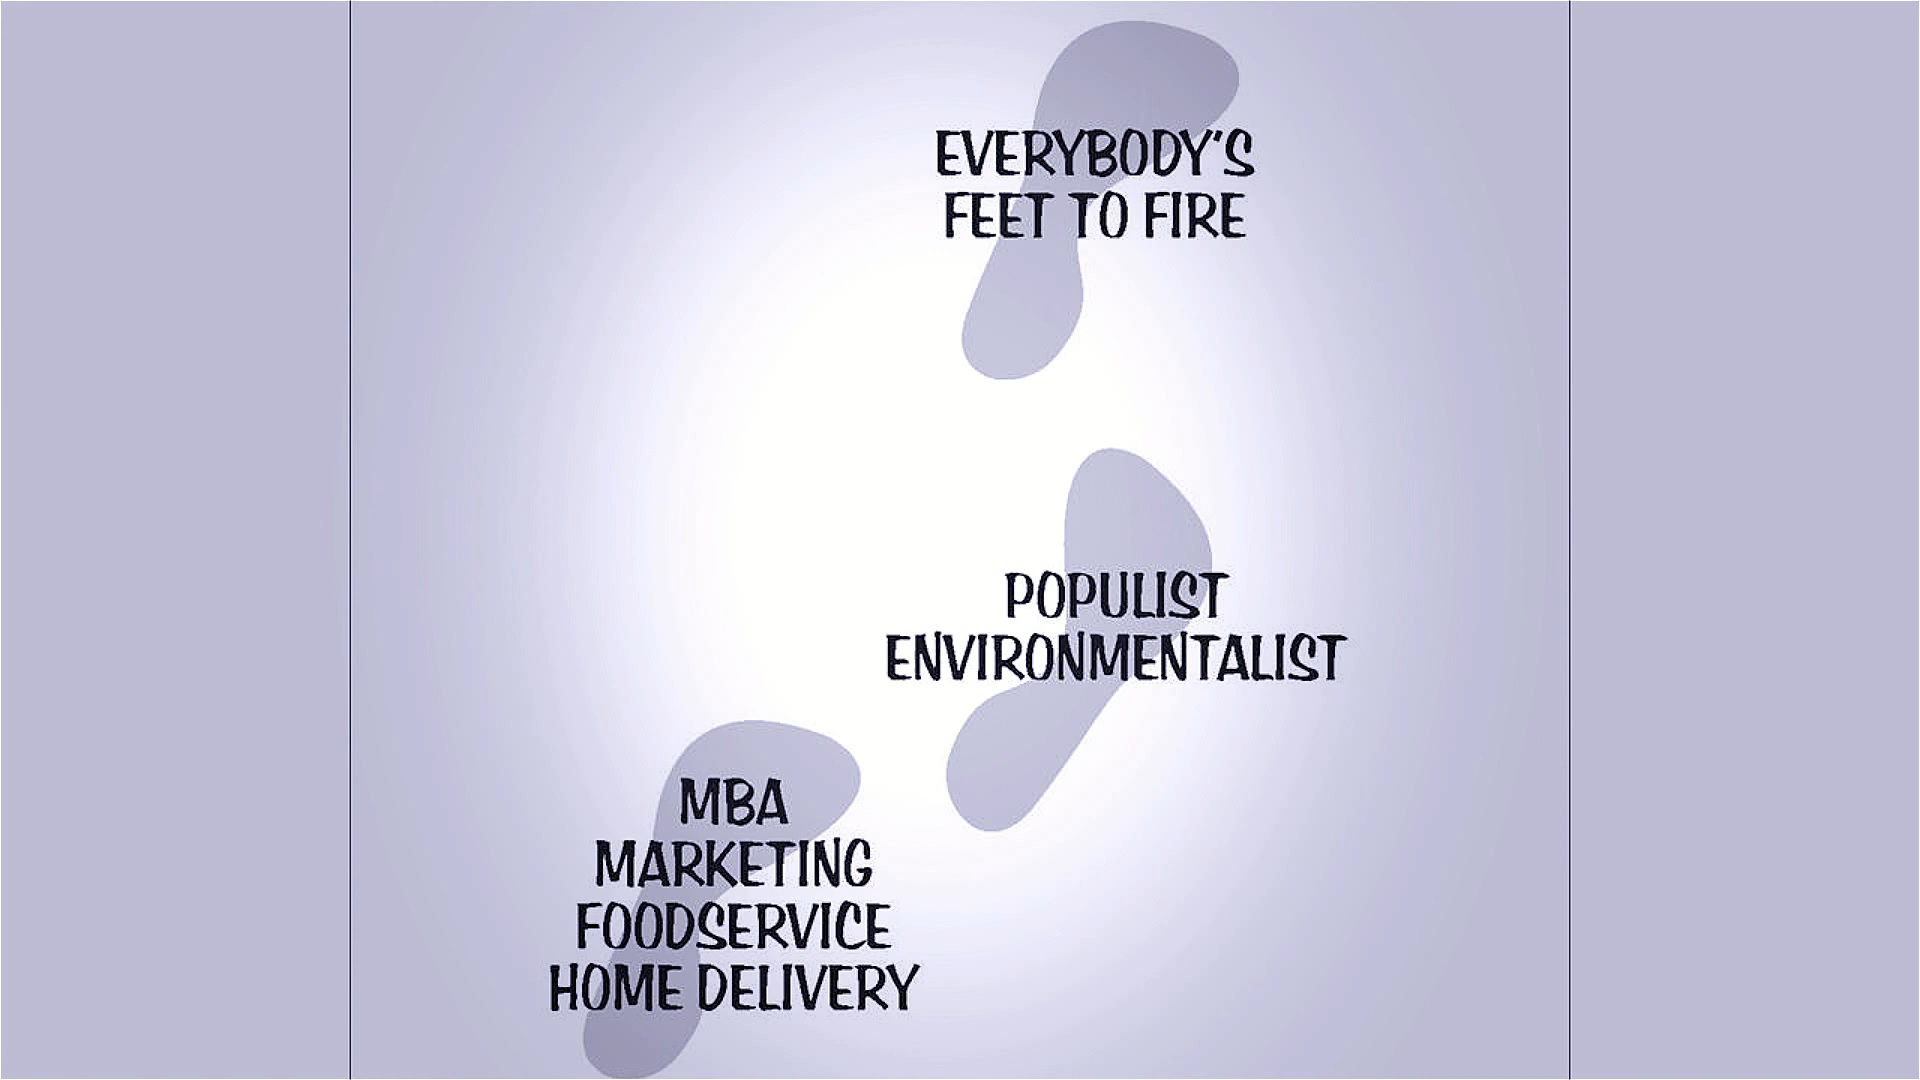 EVERYBODY'S
FEET TO FIRE
POPULIST
ENVIRONMENTALIST
MBA
MARKETING
FOODSERVICE
HOME DELIVERY